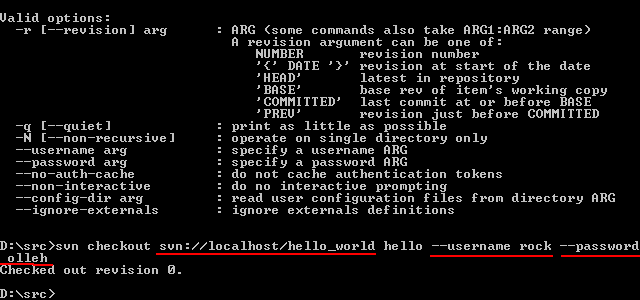 Valid options:
-r [--revision] arg : ARG (some commands also take ARG1:ARG2 range)
A revision argument can be one of:
NUMBER revision number
'{' DATE '}' revision at start of the date
'HEAD' latest in repository
'BASE' base rev of item's working copy
'COMMITTED' last commit at or before BASE
'PREV' revision just before COMMITTED
-q [--quiet] : print as little as possible
-N [--non-recursive] : operate on single directory only
--username arg : specify a username ARG
--password arg : specify a password ARG
--no-auth-cache : do not cache authentication tokens
--non-interactive : do no interactive prompting
--config-dir arg : read user configuration files from directory ARG
--ignore-externals : ignore externals definitions
D:\src>svn checkout svn://localhost/hello_world hello --username rock --password
olleh
Checked out revision 0.
D:\src>